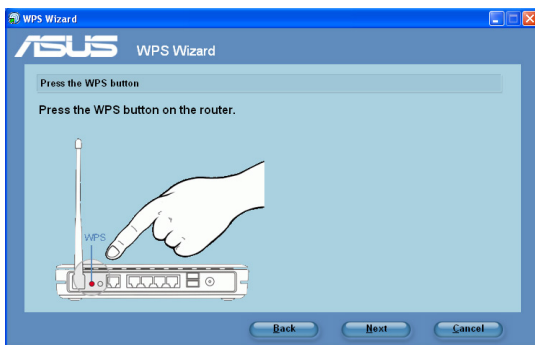 WPS Wizard
ASUS WPS Wizard
Press the WPS button
Press the WPS button on the router.
WPS
Back Next Cancel